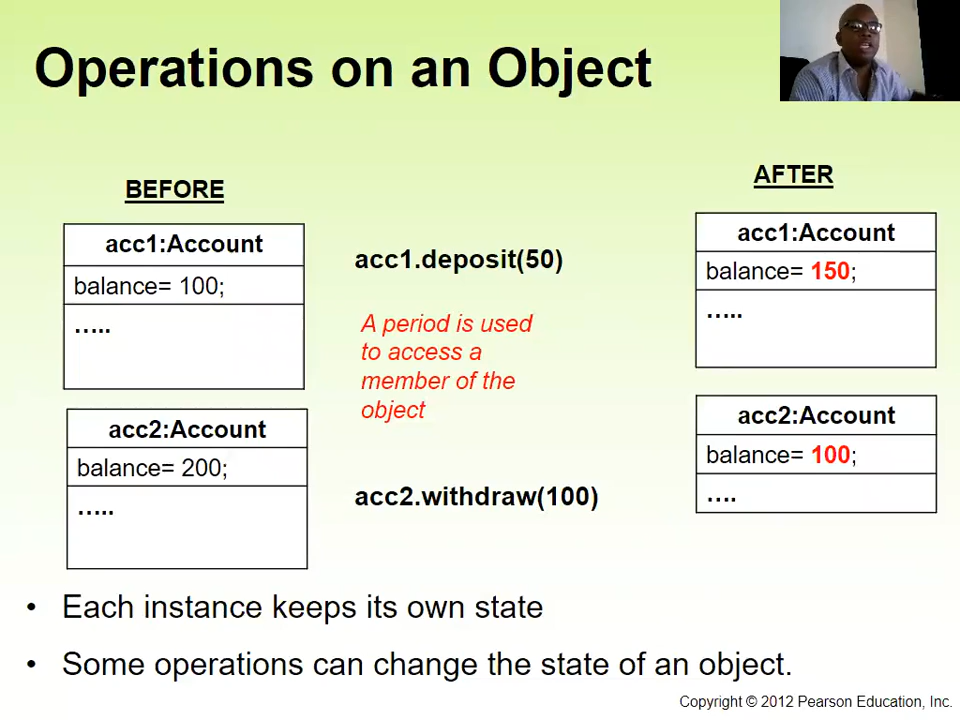 Operations on an Object
BEFORE
acc1:Account
balance= 100;
…..
acc2:Account
balance= 200;
…..
acc1.deposit(50)
A period is used
to access a
member of the
object
acc2.withdraw(100)
AFTER
acc1:Account
balance= 150;
…..
acc2:Account
balance= 100;
….
• Each instance keeps its own state
• Some operations can change the state of an object.
Copyright © 2012 Pearson Education, Inc.